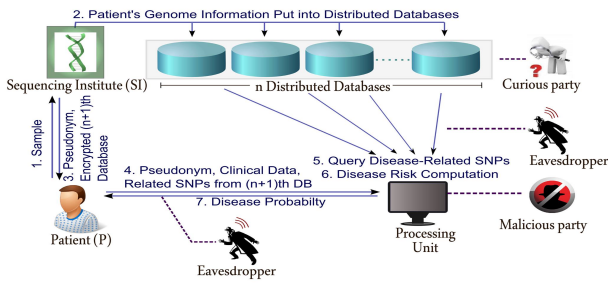 2. Patient's Genome Information Put into Distributed Databases
Sequencing Institute (SI)
n Distributed Databases
?
Curious party
1. Sample
3. Pseudonym,
Encrypted (n+1)th
Database
4. Pseudonym, Clinical Data,
Related SNPs from (n+1)th DB
7. Disease Probabilty
5. Query Disease-Related SNPs
6. Disease Risk Computation
Eavesdropper
Patient (P)
Processing
Unit
Malicious party
Eavesdropper